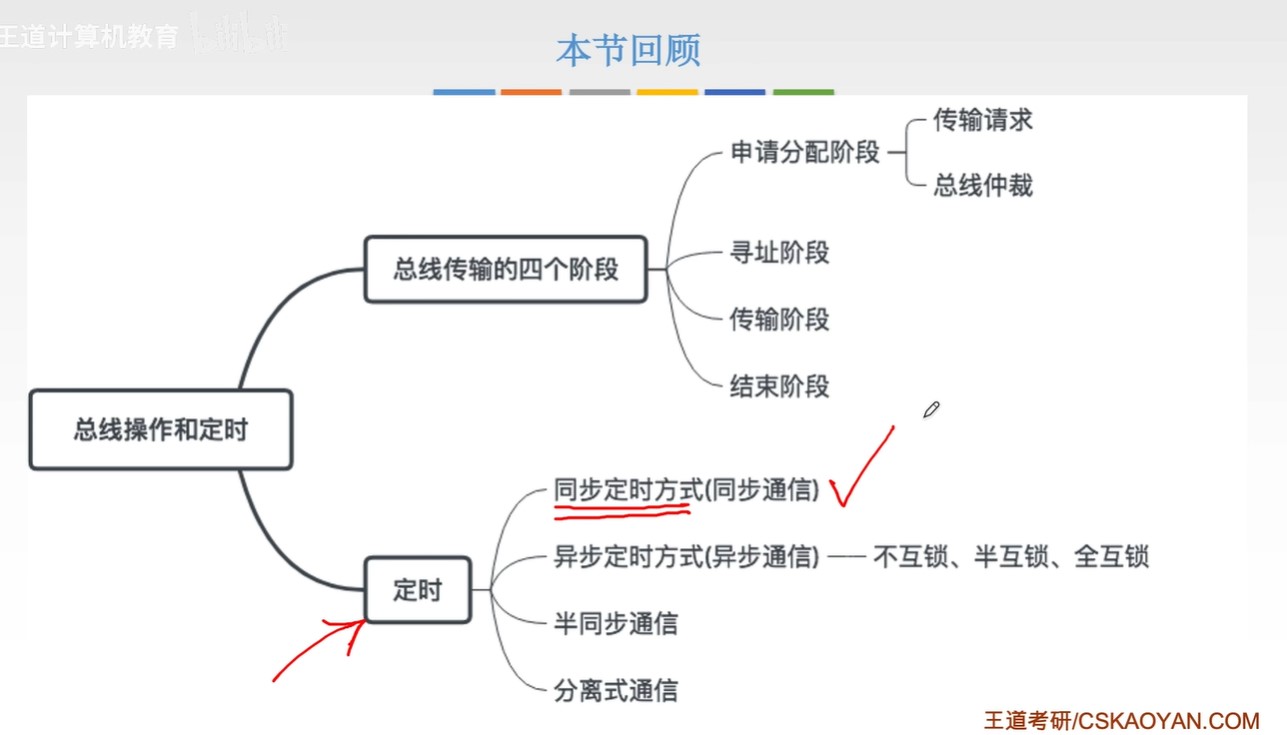 王道计算机教育
本节回顾
总线操作和定时
总线传输的四个阶段
申请分配阶段
传输请求
总线仲裁
寻址阶段
传输阶段
结束阶段
定时
同步定时方式(同步通信)
异步定时方式(异步通信)
不互锁、半互锁、全互锁
半同步通信
分离式通信
王道考研/CSKAOYAN.COM